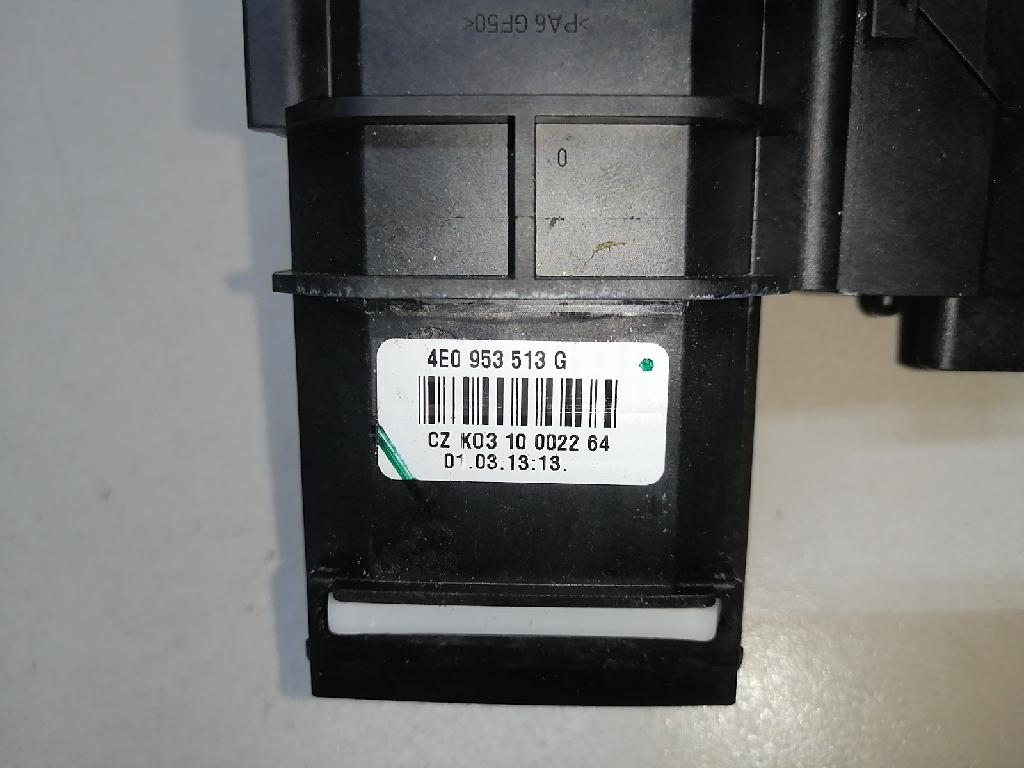 >PA6 GF50<
0
4E0 953 513 G
CZ K03 10 0022 64
01.03.13:13.